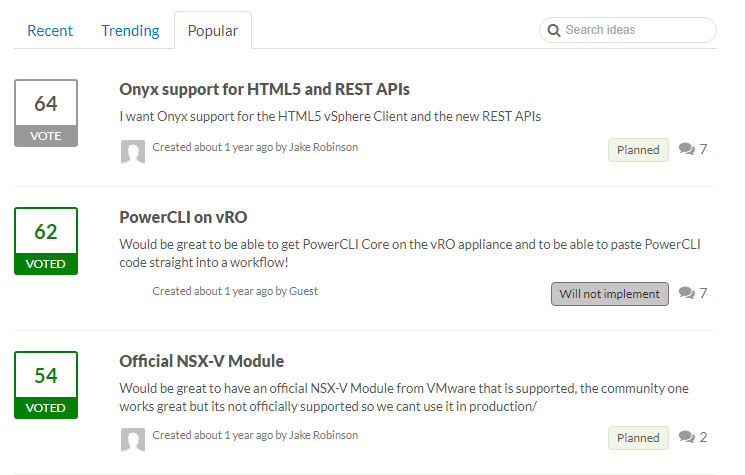 Recent Trending Popular Search ideas
64
VOTE
Onyx support for HTML5 and REST APIs
I want Onyx support for the HTML5 vSphere Client and the new REST APIs
Created about 1 year ago by Jake Robinson
Planned 7
62
VOTED
PowerCLI on vRO
Would be great to be able to get PowerCLI Core on the vRO appliance and to be able to paste PowerCLI
code straight into a workflow!
Created about 1 year ago by Guest
Will not implement 7
54
VOTED
Official NSX-V Module
Would be great to have an official NSX-V Module from VMware that is supported, the community one
works great but its not officially supported so we cant use it in production/
Created about 1 year ago by Jake Robinson
Planned 2